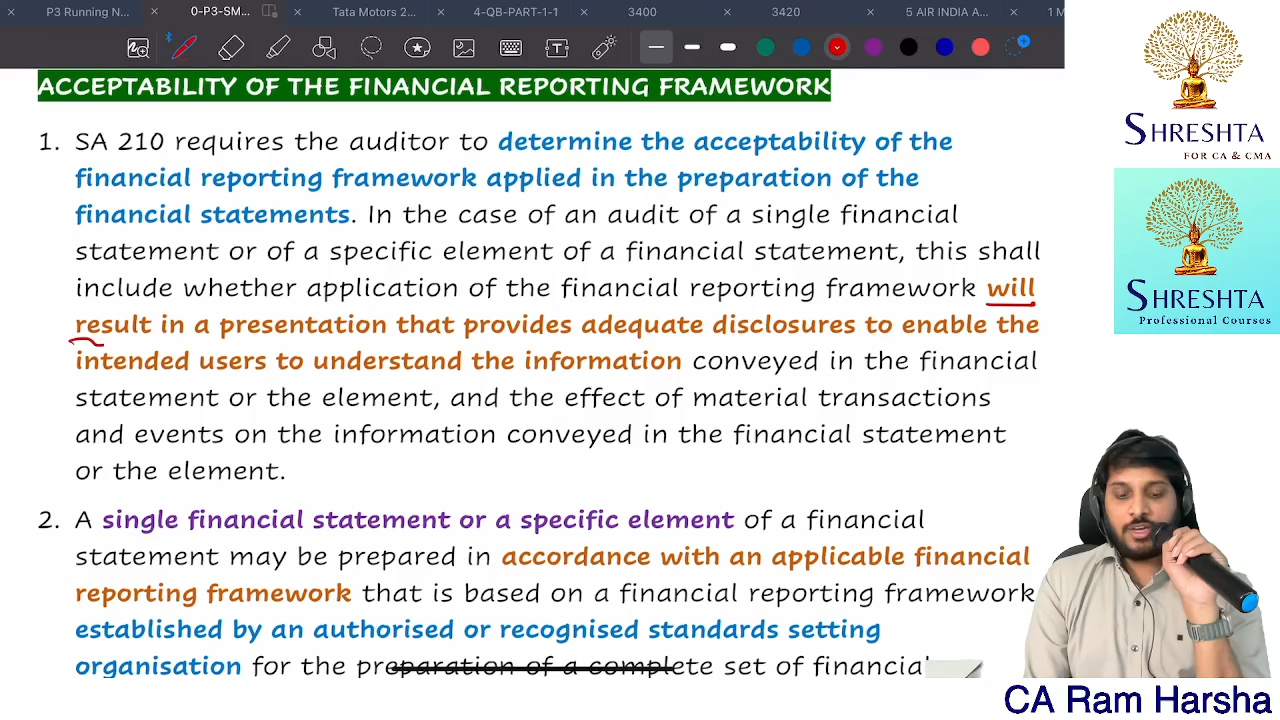 P3 Running N...
0-P3-SM...
Tata Motors 2...
4-QB-PART-1-1
3400
3420
5 AIR INDIA A...
1 M
ACCEPTABILITY OF THE FINANCIAL REPORTING FRAMEWORK
1. SA 210 requires the auditor to determine the acceptability of the
financial reporting framework applied in the preparation of the
financial statements. In the case of an audit of a single financial
statement or of a specific element of a financial statement, this shall
include whether application of the financial reporting framework will
result in a presentation that provides adequate disclosures to enable the
intended users to understand the information conveyed in the financial
statement or the element, and the effect of material transactions
and events on the information conveyed in the financial statement
or the element.
2. A single financial statement or a specific element of a financial
statement may be prepared in accordance with an applicable financial
reporting framework that is based on a financial reporting framework
established by an authorised or recognised standards setting
organisation for the preparation of a complete set of financial
SHRESHTA
FOR CA & CMA
SHRESHTA
Professional Courses
CA Ram Harsha